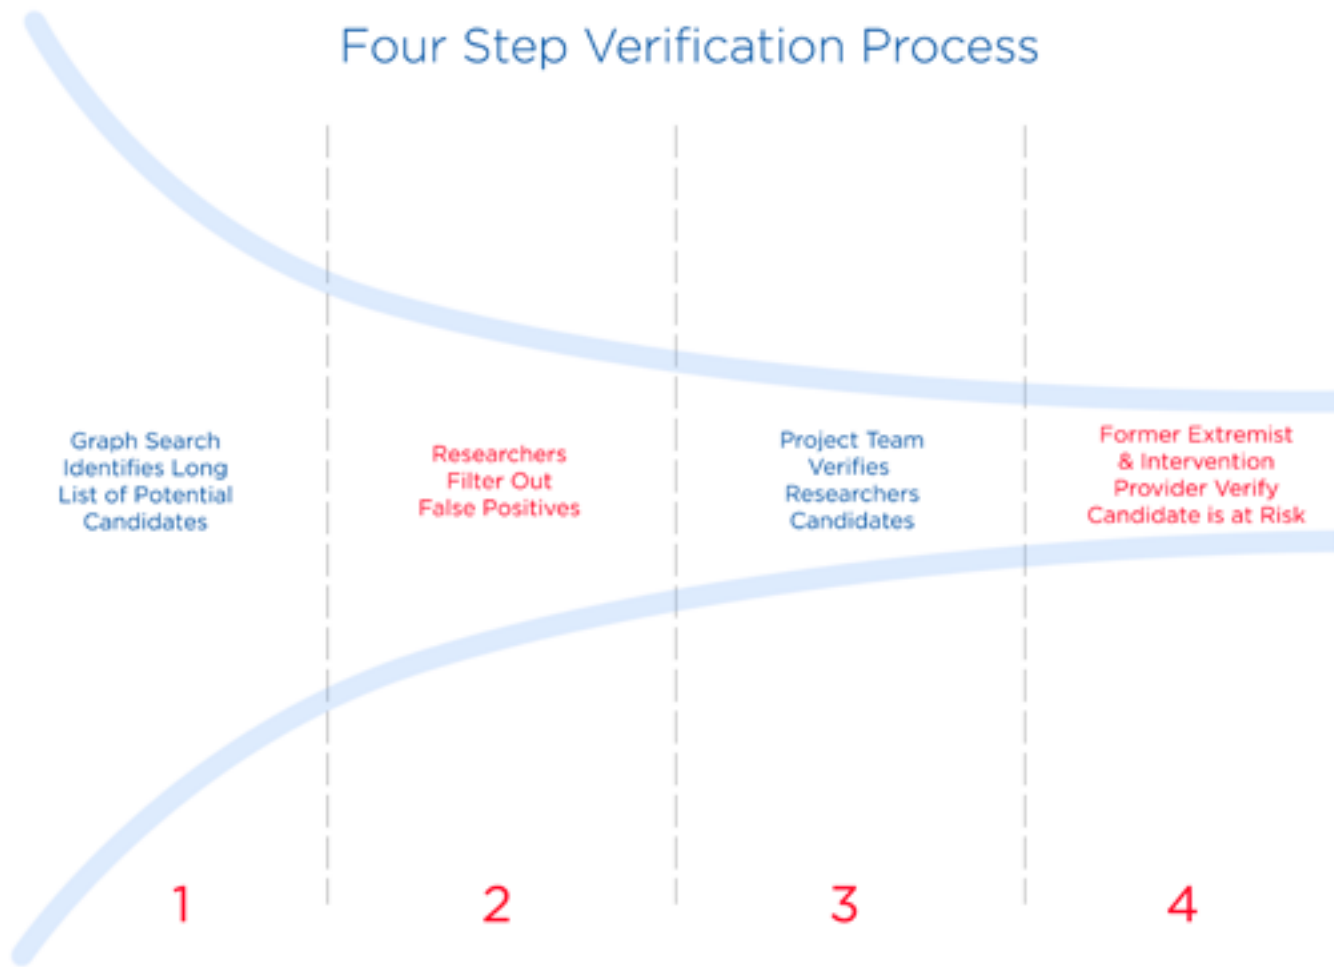 Four Step Verification Process
Graph Search
Identifies Long
List of Potential
Candidates
Researchers
Filter Out
False Positives
Project Team
Verifies
Researchers
Candidates
Former Extremist
& Intervention
Provider Verify
Candidate is at Risk
1
2
3
4